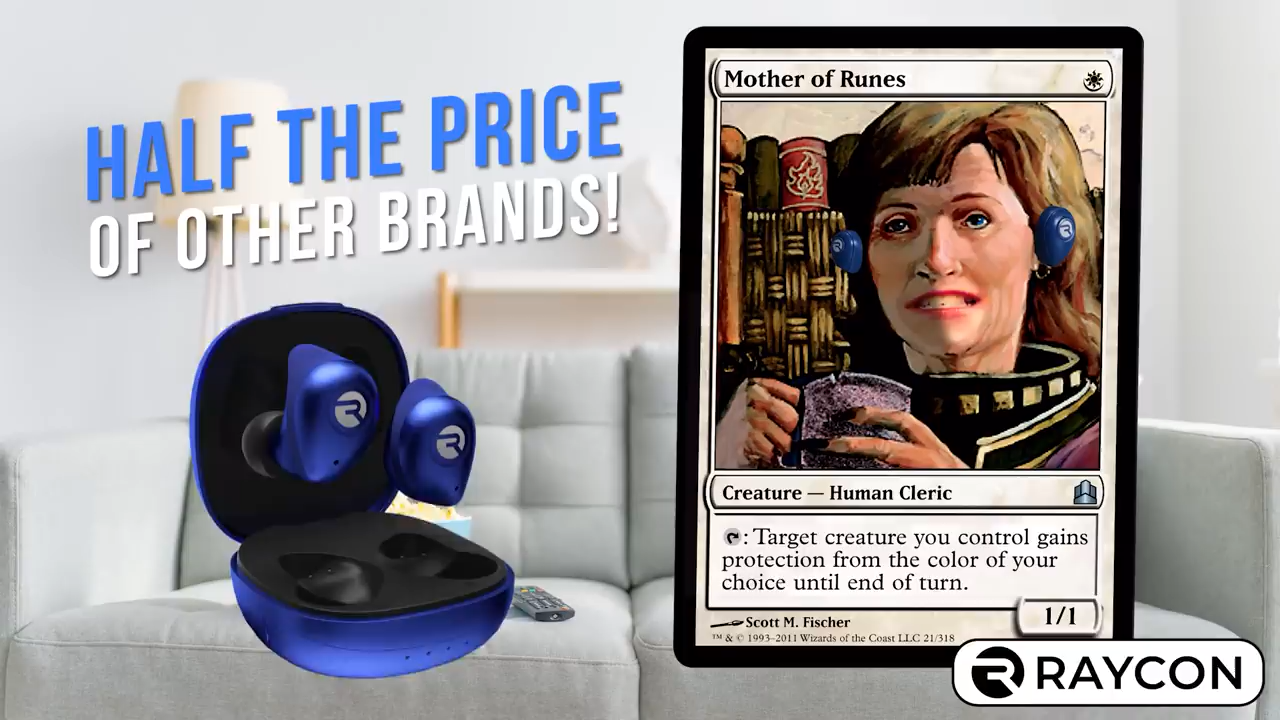 HALF THE PRICE
OF OTHER BRANDS!
Mother of Runes
Creature — Human Cleric
: Target creature you control gains
protection from the color of your
choice until end of turn.
1/1
Scott M. Fischer
™ & © 1993–2011 Wizards of the Coast LLC 21/318
RAYCON